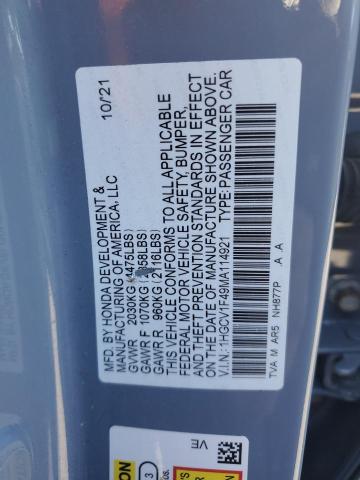 MFD. BY HONDA DEVELOPMENT & 10/21
MANUFACTURING OF AMERICA, LLC
GVWR 2030KG (4475LBS)
GAWR F 1070KG (2358LBS)
GAWR R 960KG (2116LBS)
THIS VEHICLE CONFORMS TO ALL APPLICABLE
FEDERAL MOTOR VEHICLE SAFETY, BUMPER,
AND THEFT PREVENTION STANDARDS IN EFFECT
ON THE DATE OF MANUFACTURE SHOWN ABOVE.
V.I.N.: 1HGCV1F49MA114921 TYPE: PASSENGER CAR
TVA M AR5 NH877P .A .A
VE
3